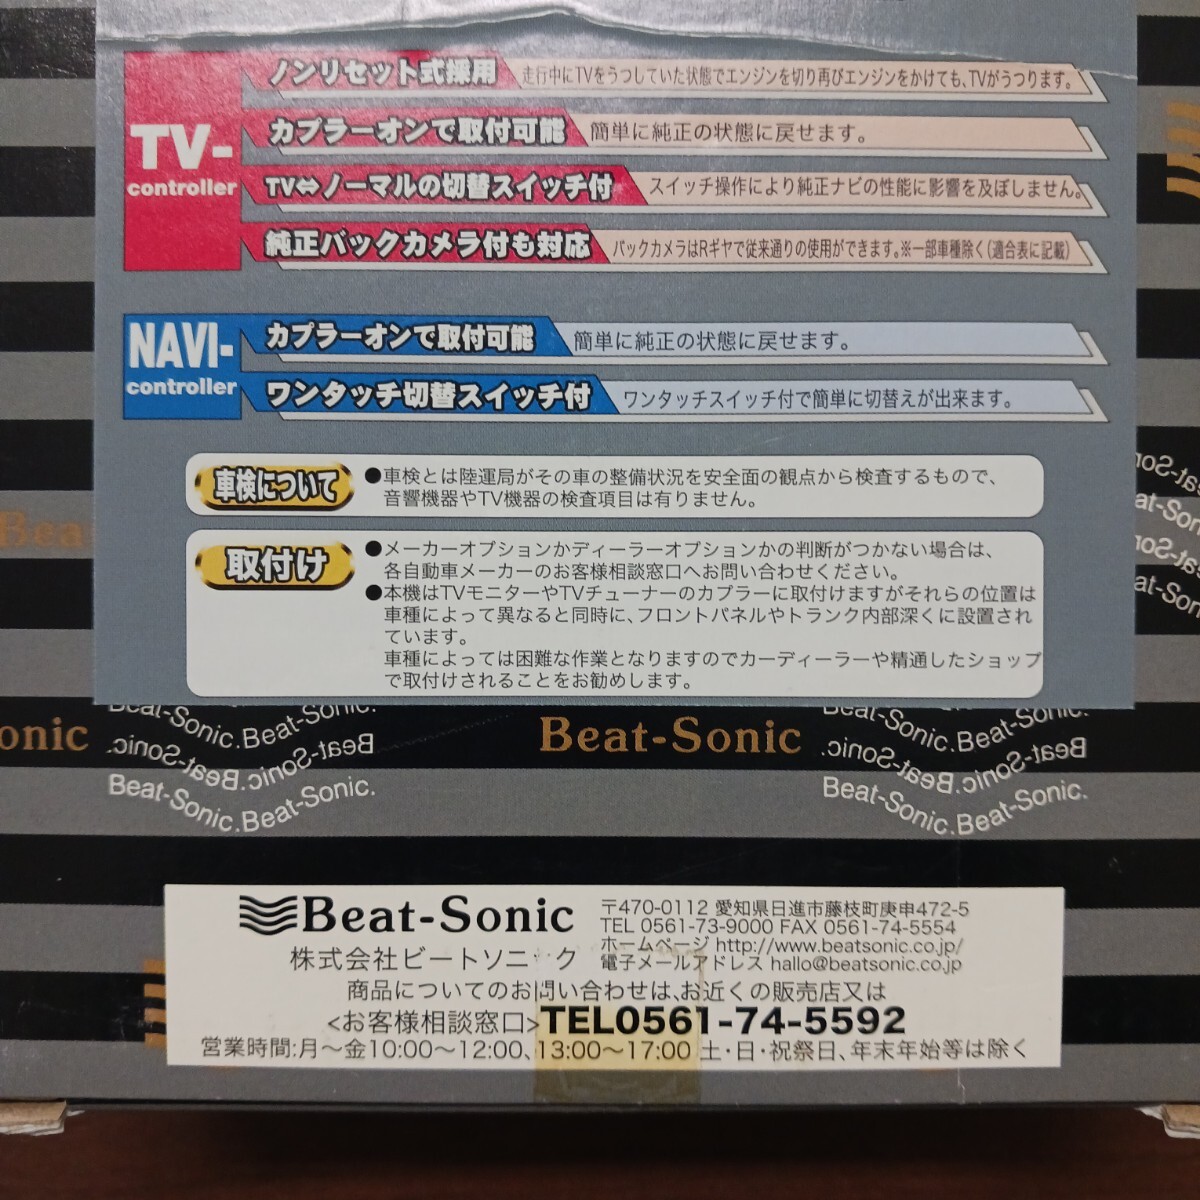 TV-
controller
ノンリセット式採用 走行中にTVをうつしていた状態でエンジンを切り再びエンジンをかけても、TVがうつります。
カプラーオンで取付可能 簡単に純正の状態に戻せます。
TV⇔ノーマルの切替スイッチ付 スイッチ操作により純正ナビの性能に影響を及ぼしません。
純正バックカメラ付も対応 バックカメラはRギヤで従来通りの使用ができます。※一部車種除く(適合表に記載)
NAVI-
controller
カプラーオンで取付可能 簡単に純正の状態に戻せます。
ワンタッチ切替スイッチ付 ワンタッチスイッチ付で簡単に切替えが出来ます。
車検について
●車検とは陸運局がその車の整備状況を安全面の観点から検査するもので、
音響機器やTV機器の検査項目は有りません。
取付け
●メーカーオプションかディーラーオプションかの判断がつかない場合は、
各自動車メーカーのお客様相談窓口へお問い合わせください。
●本機はTVモニターやTVチューナーのカプラーに取付けますがそれらの位置は
車種によって異なると同時に、フロントパネルやトランク内部深くに設置され
ています。
車種によっては困難な作業となりますのでカーディーラーや精通したショップ
で取付けされることをお勧めします。
Bea
onic
Beat-Sonic
Beat-Sonic.Beat-Sonic.
Beat-Sonic.Beat-Sonic.
Beat-Sonic.Beat-Sonic.
Beat-Sonic.Beat-Sonic.
Beat-Sonic.Beat-Sonic.
Beat-Sonic.Beat-Sonic.
Beat-Sonic
株式会社ビートソニック
〒470-0112 愛知県日進市藤枝町庚申472-5
TEL 0561-73-9000 FAX 0561-74-5554
ホームページ http://www.beatsonic.co.jp/
電子メールアドレス hallo@beatsonic.co.jp
商品についてのお問い合わせは、お近くの販売店又は
<お客様相談窓口>TEL0561-74-5592
営業時間:月〜金10:00〜12:00、13:00〜17:00 土・日・祝祭日、年末年始等は除く